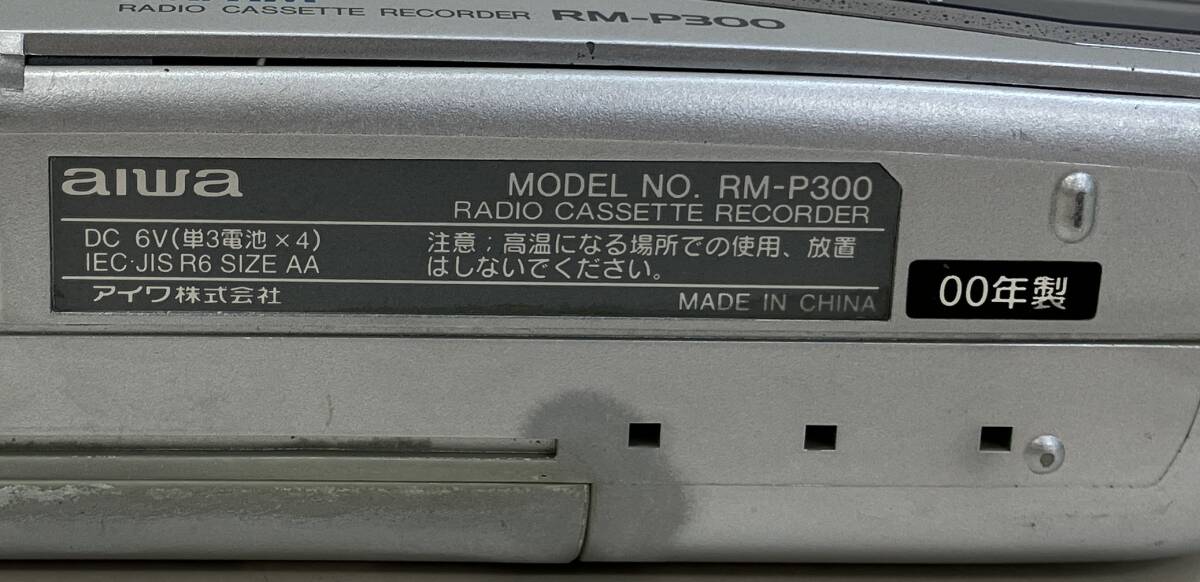 RADIO CASSETTE RECORDER RM-P300
aiwa
MODEL NO. RM-P300
RADIO CASSETTE RECORDER
DC 6V(単3電池×4)
IEC·JIS R6 SIZE AA
注意；高温になる場所での使用、放置
はしないでください。
アイワ株式会社
MADE IN CHINA
00年製